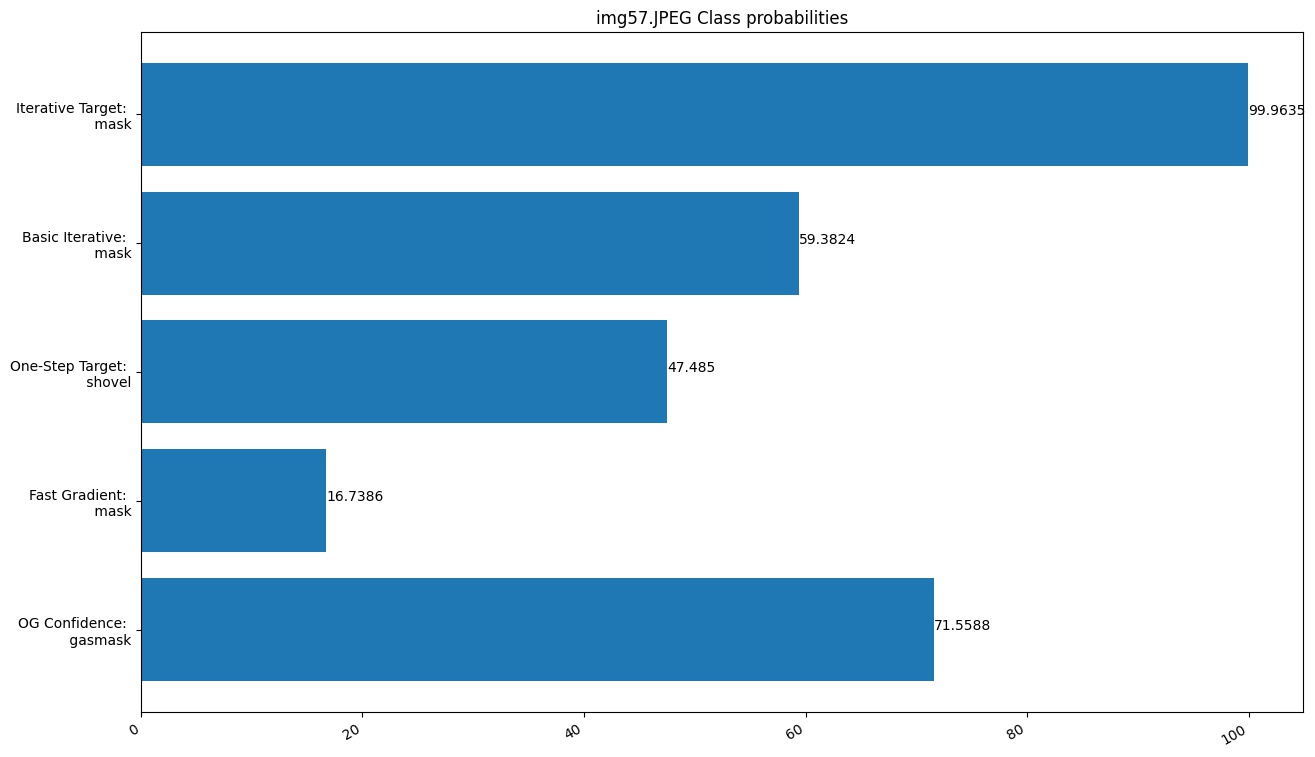 img57.JPEG Class probabilities
Iterative Target:
mask
99.9635
Basic Iterative:
mask
59.3824
One-Step Target:
shovel
47.485
Fast Gradient:
mask
16.7386
OG Confidence:
gasmask
71.5588
0
20
40
60
80
100